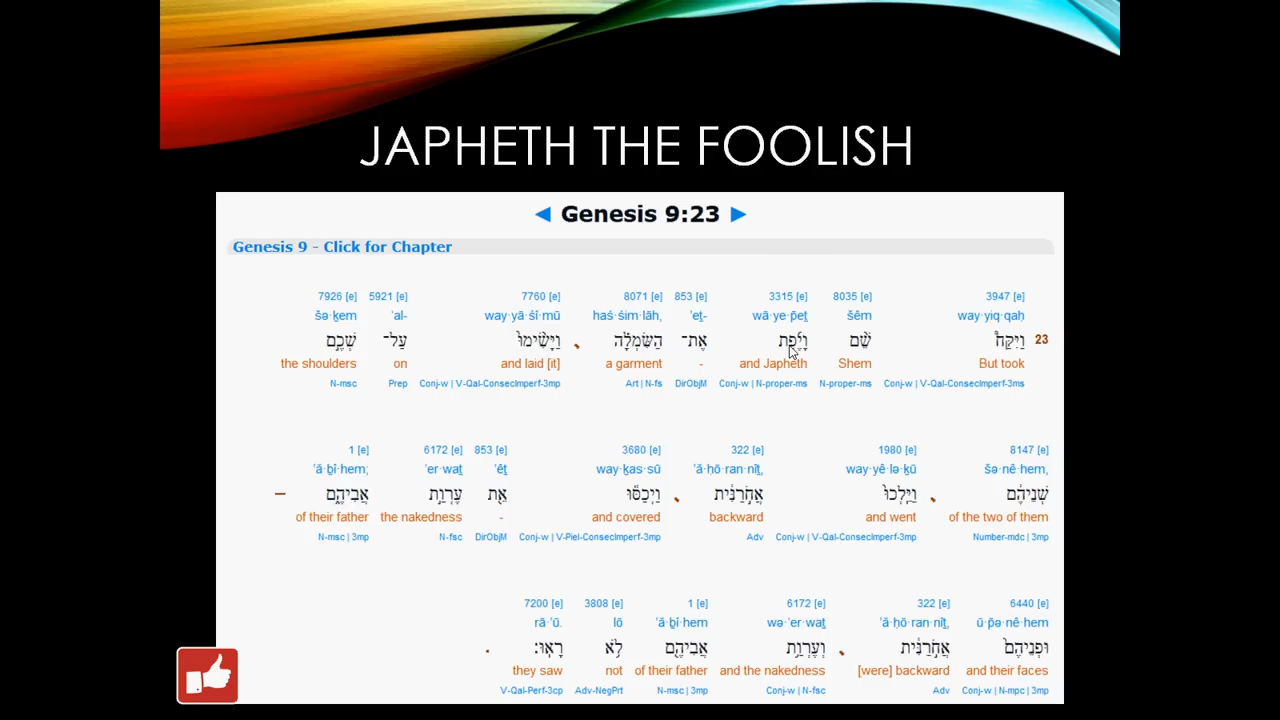 JAPHETH THE FOOLISH
◄ Genesis 9:23 ►
Genesis 9 - Click for Chapter
7926 [e] 5921 [e] 7760 [e] 8071 [e] 853 [e] 3315 [e] 8035 [e] 3947 [e]
šə·ḵem ‘al- way·yā·śî·mū haś·śim·lāh, ’eṯ- wā·ye·p̄eṯ šêm way·yiq·qaḥ
23 וַיִּקַּח֩ שֵׁ֨ם וָיֶ֜פֶת אֶת־ הַשִּׂמְלָ֗ה 、 וַיָּשִׂ֙ימוּ֙ עַל־ שְׁכֶ֣ם
the shoulders on and laid [it] a garment - and Japheth Shem But took
N-msc Prep Conj-w | V-Qal-ConsecImperf-3mp Art | N-fs DirObjM Conj-w | N-proper-ms N-proper-ms Conj-w | V-Qal-ConsecImperf-3ms
1 [e] 6172 [e] 853 [e] 3680 [e] 322 [e] 1980 [e] 8147 [e]
’ă·ḇî·hem; ‘er·waṯ ’êṯ way·ḵas·sū ’ă·ḥō·ran·nîṯ, way·yê·lə·ḵū šə·nê·hem,
שְׁנֵיהֶ֔ם 、 וַיֵּֽלְכוּ֙ אֲחֹ֣רַנִּ֔ית 、 וַיְכַסּ֕וּ אֵ֖ת עֶרְוַ֣ת אֲבִיהֶ֑ם –
of their father the nakedness - and covered backward and went of the two of them
N-msc | 3mp N-fsc DirObjM Conj-w | V-Piel-ConsecImperf-3mp Adv Conj-w | V-Qal-ConsecImperf-3mp Number-mdc | 3mp
7200 [e] 3808 [e] 1 [e] 6172 [e] 322 [e] 6440 [e]
rā·’ū. lō ’ă·ḇî·hem wə·‘er·waṯ ’ă·ḥō·ran·nîṯ, ū·p̄ə·nê·hem
וּפְנֵיהֶם֙ אֲחֹ֣רַנִּ֔ית 、 וְעֶרְוַ֥ת אֲבִיהֶ֖ם לֹ֥א רָאֽוּ׃ .
they saw not of their father and the nakedness [were] backward and their faces
V-Qal-Perf-3cp Adv-NegPrt N-msc | 3mp Conj-w | N-fsc Adv Conj-w | N-mpc | 3mp